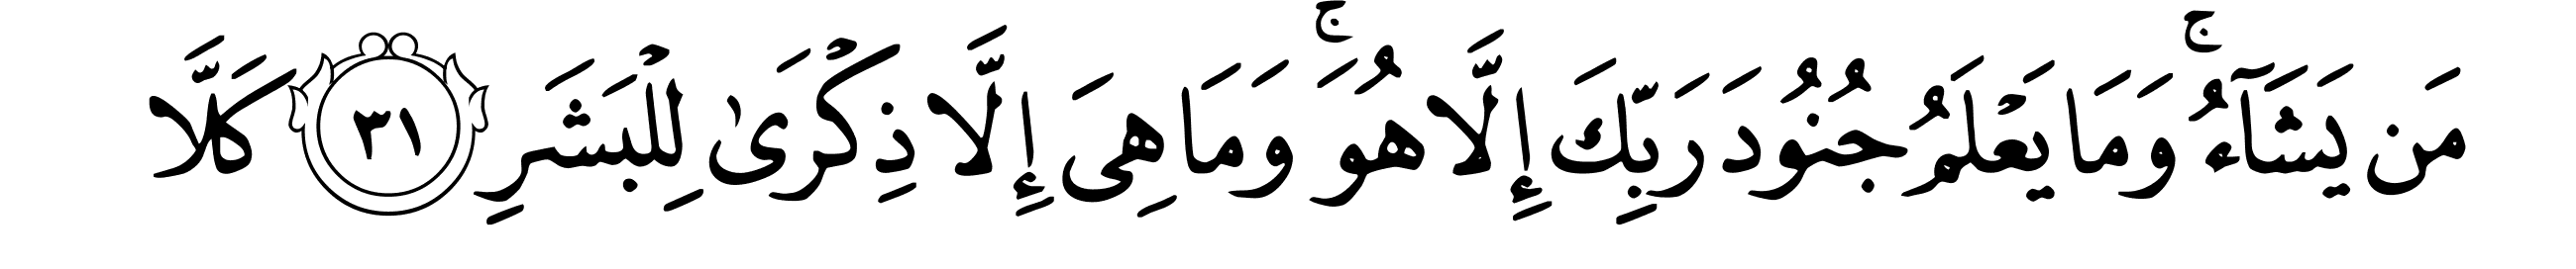 مَن يَشَآءُ ۚ وَمَا يَعْلَمُ جُنُودَ رَبِّكَ إِلَّا هُوَ ۚ وَمَا هِىَ إِلَّا ذِكْرَىٰ لِلْبَشَرِ ٣١ كَلَّا